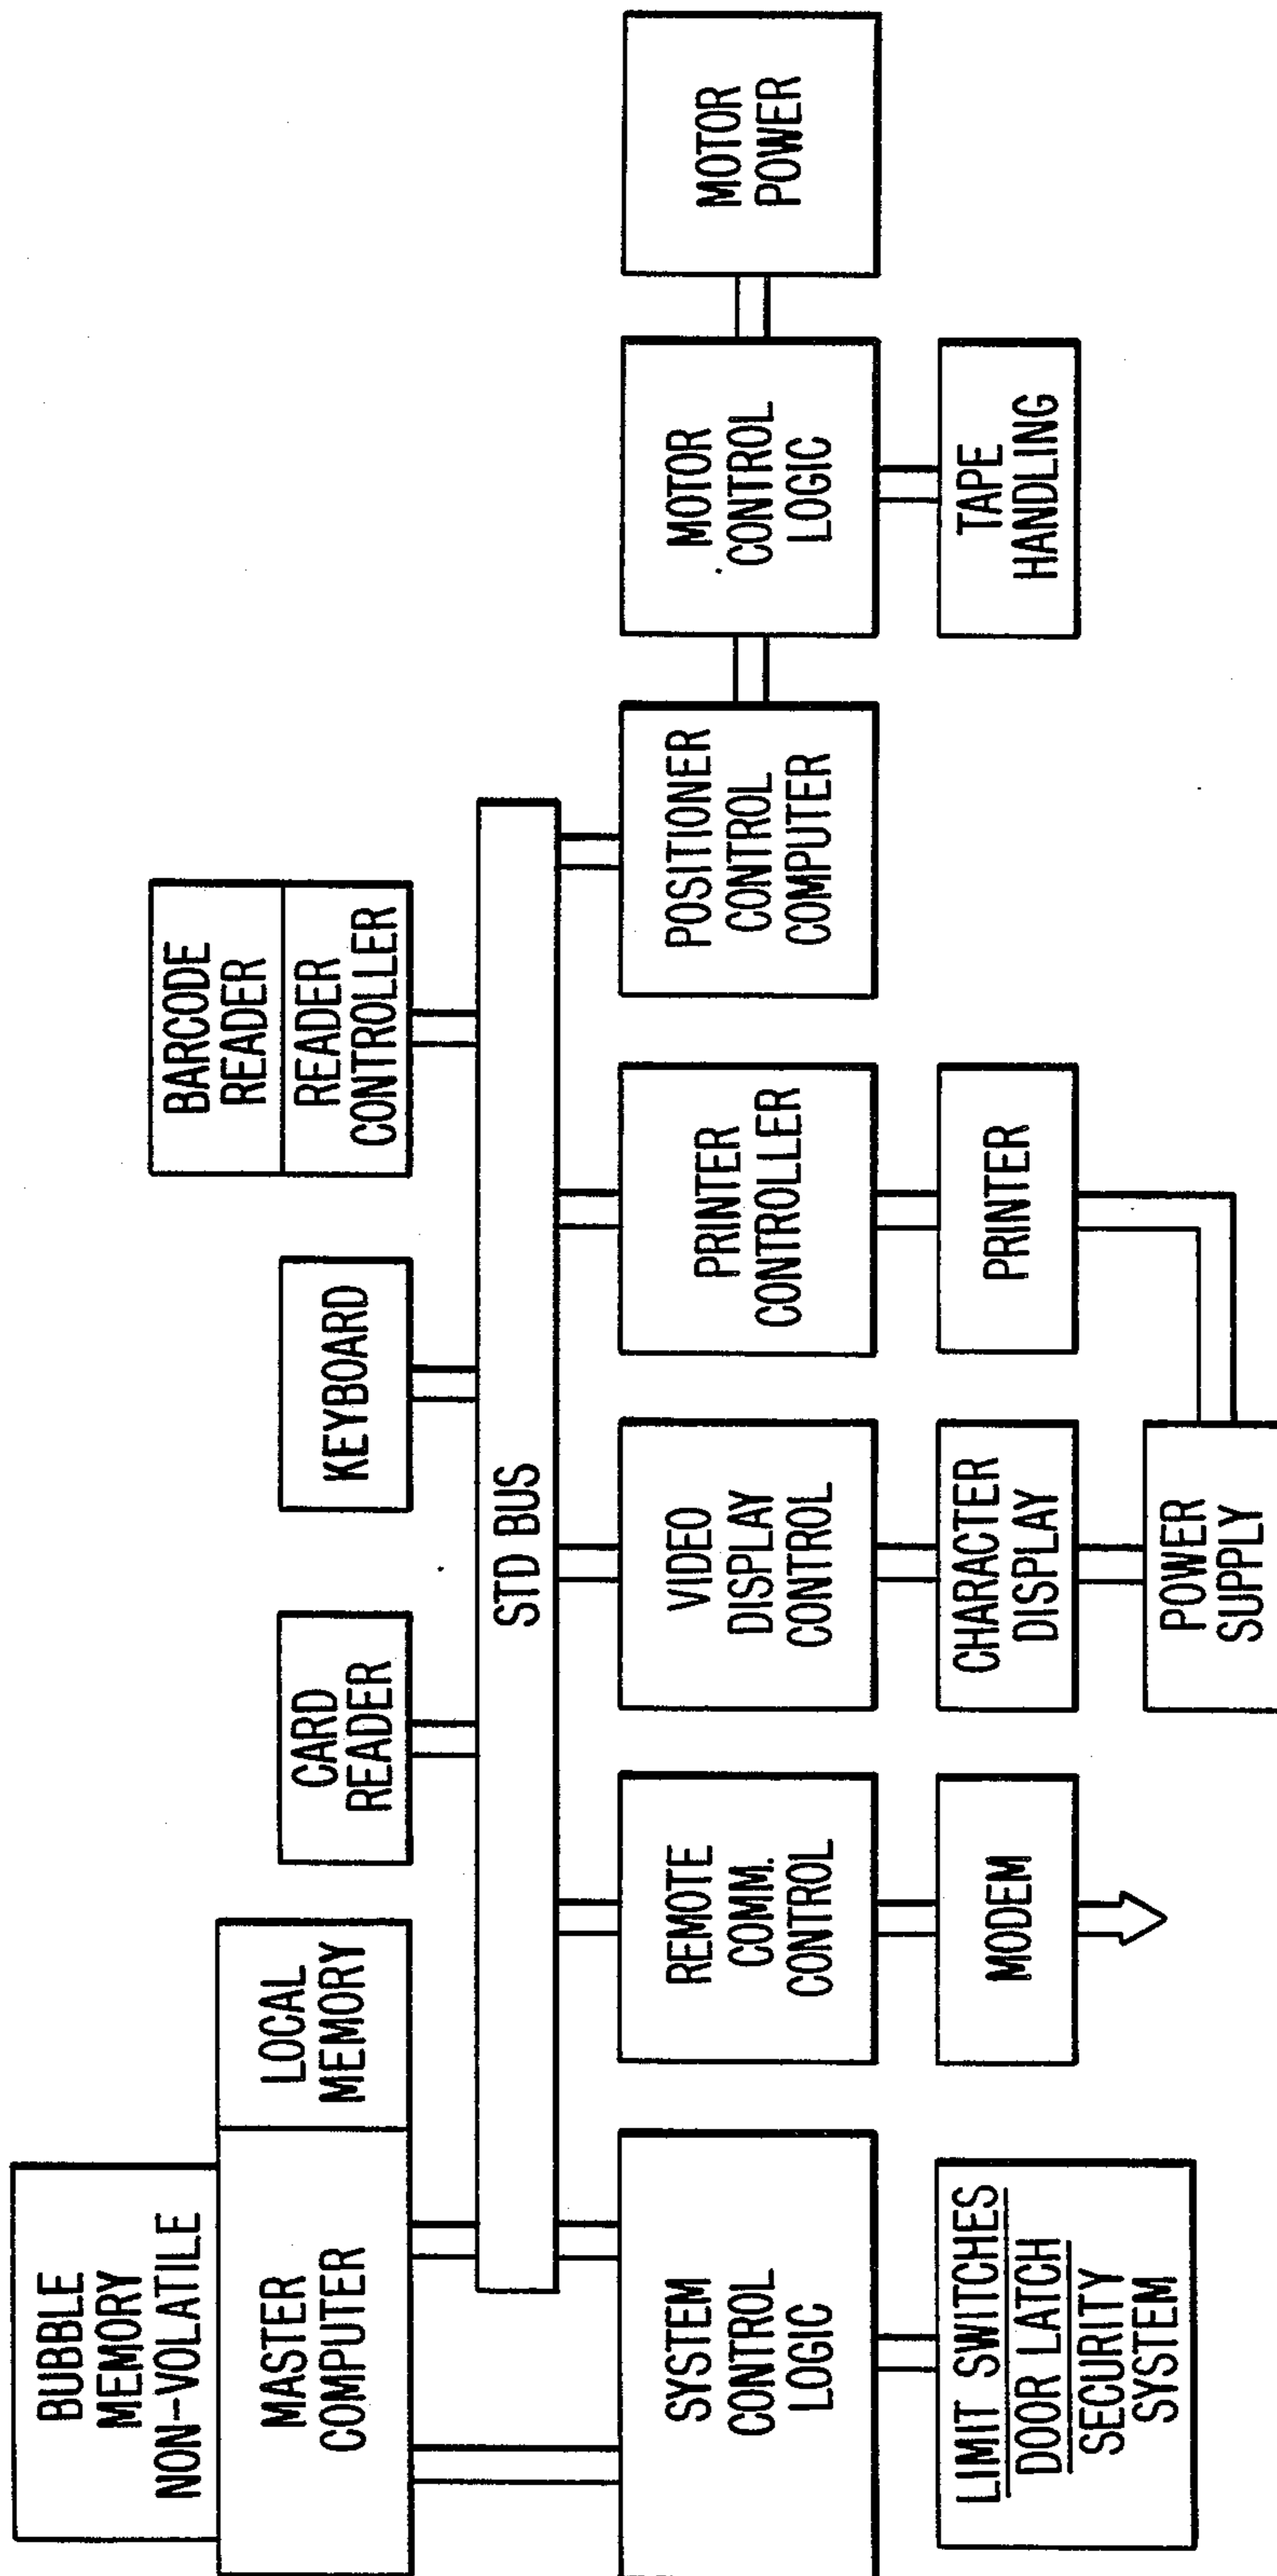 BUBBLE
MEMORY
NON-VOLATILE
MASTER
COMPUTER
LOCAL
MEMORY
CARD
READER
KEYBOARD
BARCODE
READER
READER
CONTROLLER
STD BUS
SYSTEM
CONTROL
LOGIC
REMOTE
COMM.
CONTROL
VIDEO
DISPLAY
CONTROL
PRINTER
CONTROLLER
POSITIONER
CONTROL
COMPUTER
MOTOR
CONTROL
LOGIC
MOTOR
POWER
LIMIT SWITCHES
DOOR LATCH
SECURITY
SYSTEM
MODEM
CHARACTER
DISPLAY
PRINTER
TAPE
HANDLING
POWER
SUPPLY